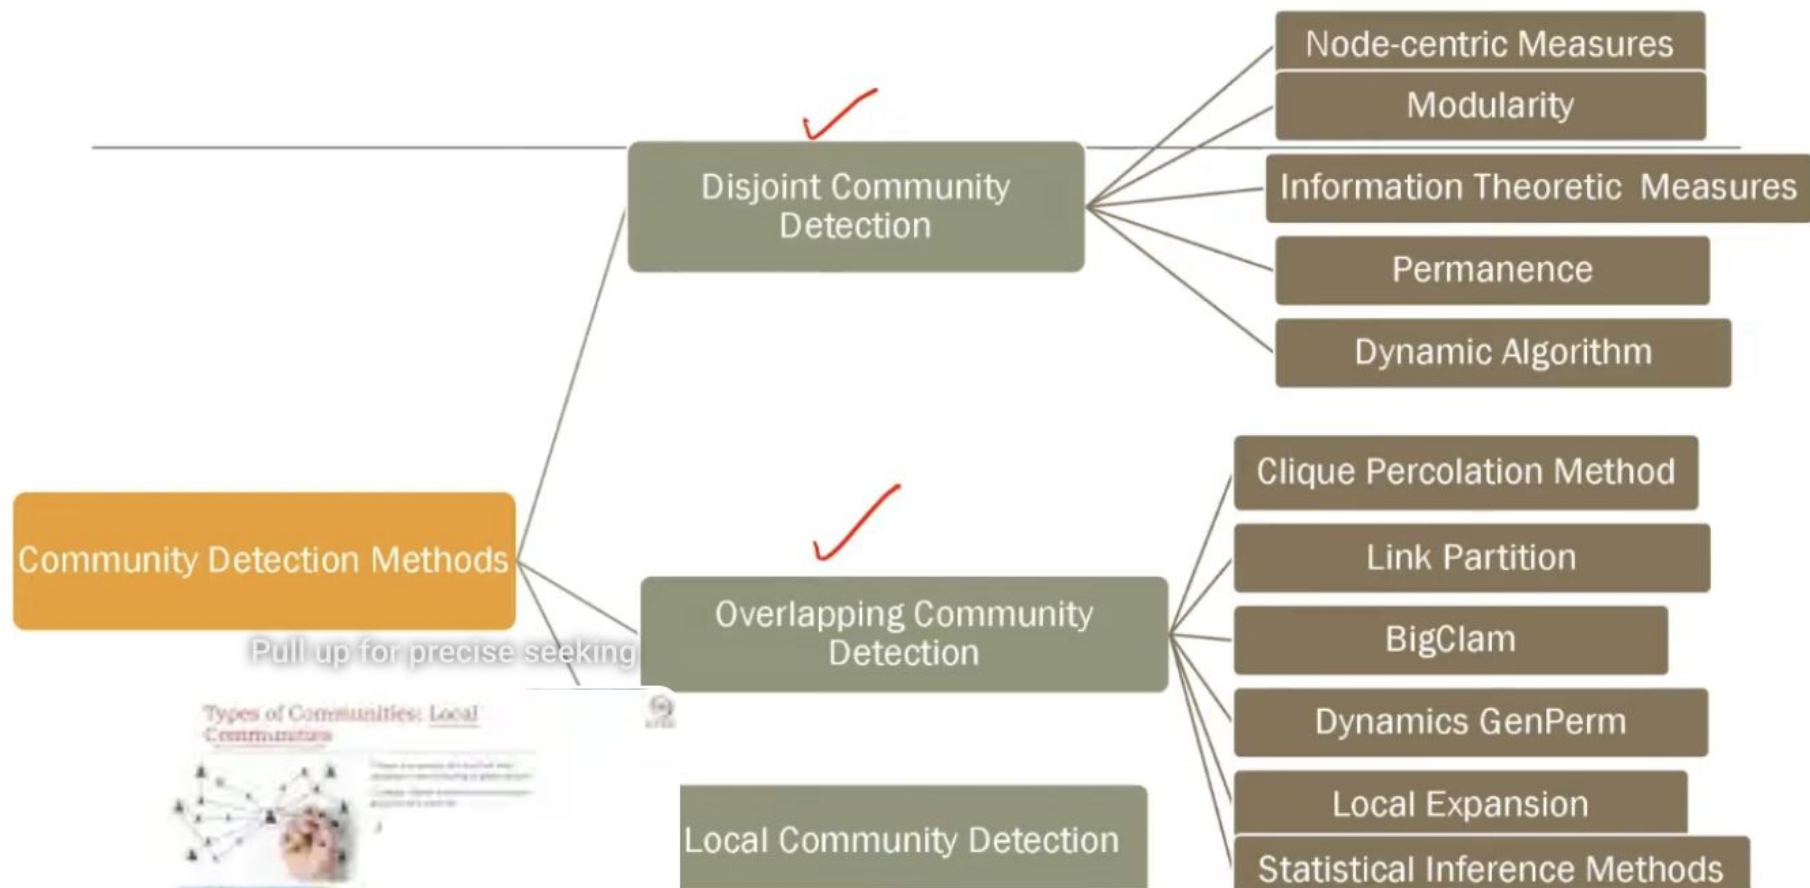 Node-centric Measures
Modularity
Disjoint Community
Detection
Information Theoretic Measures
Permanence
Dynamic Algorithm
Community Detection Methods
Overlapping Community
Detection
Clique Percolation Method
Link Partition
BigClam
Dynamics GenPerm
Local Expansion
Statistical Inference Methods
Pull up for precise seeking
Types of Communities: Local
Communities
Local Community Detection